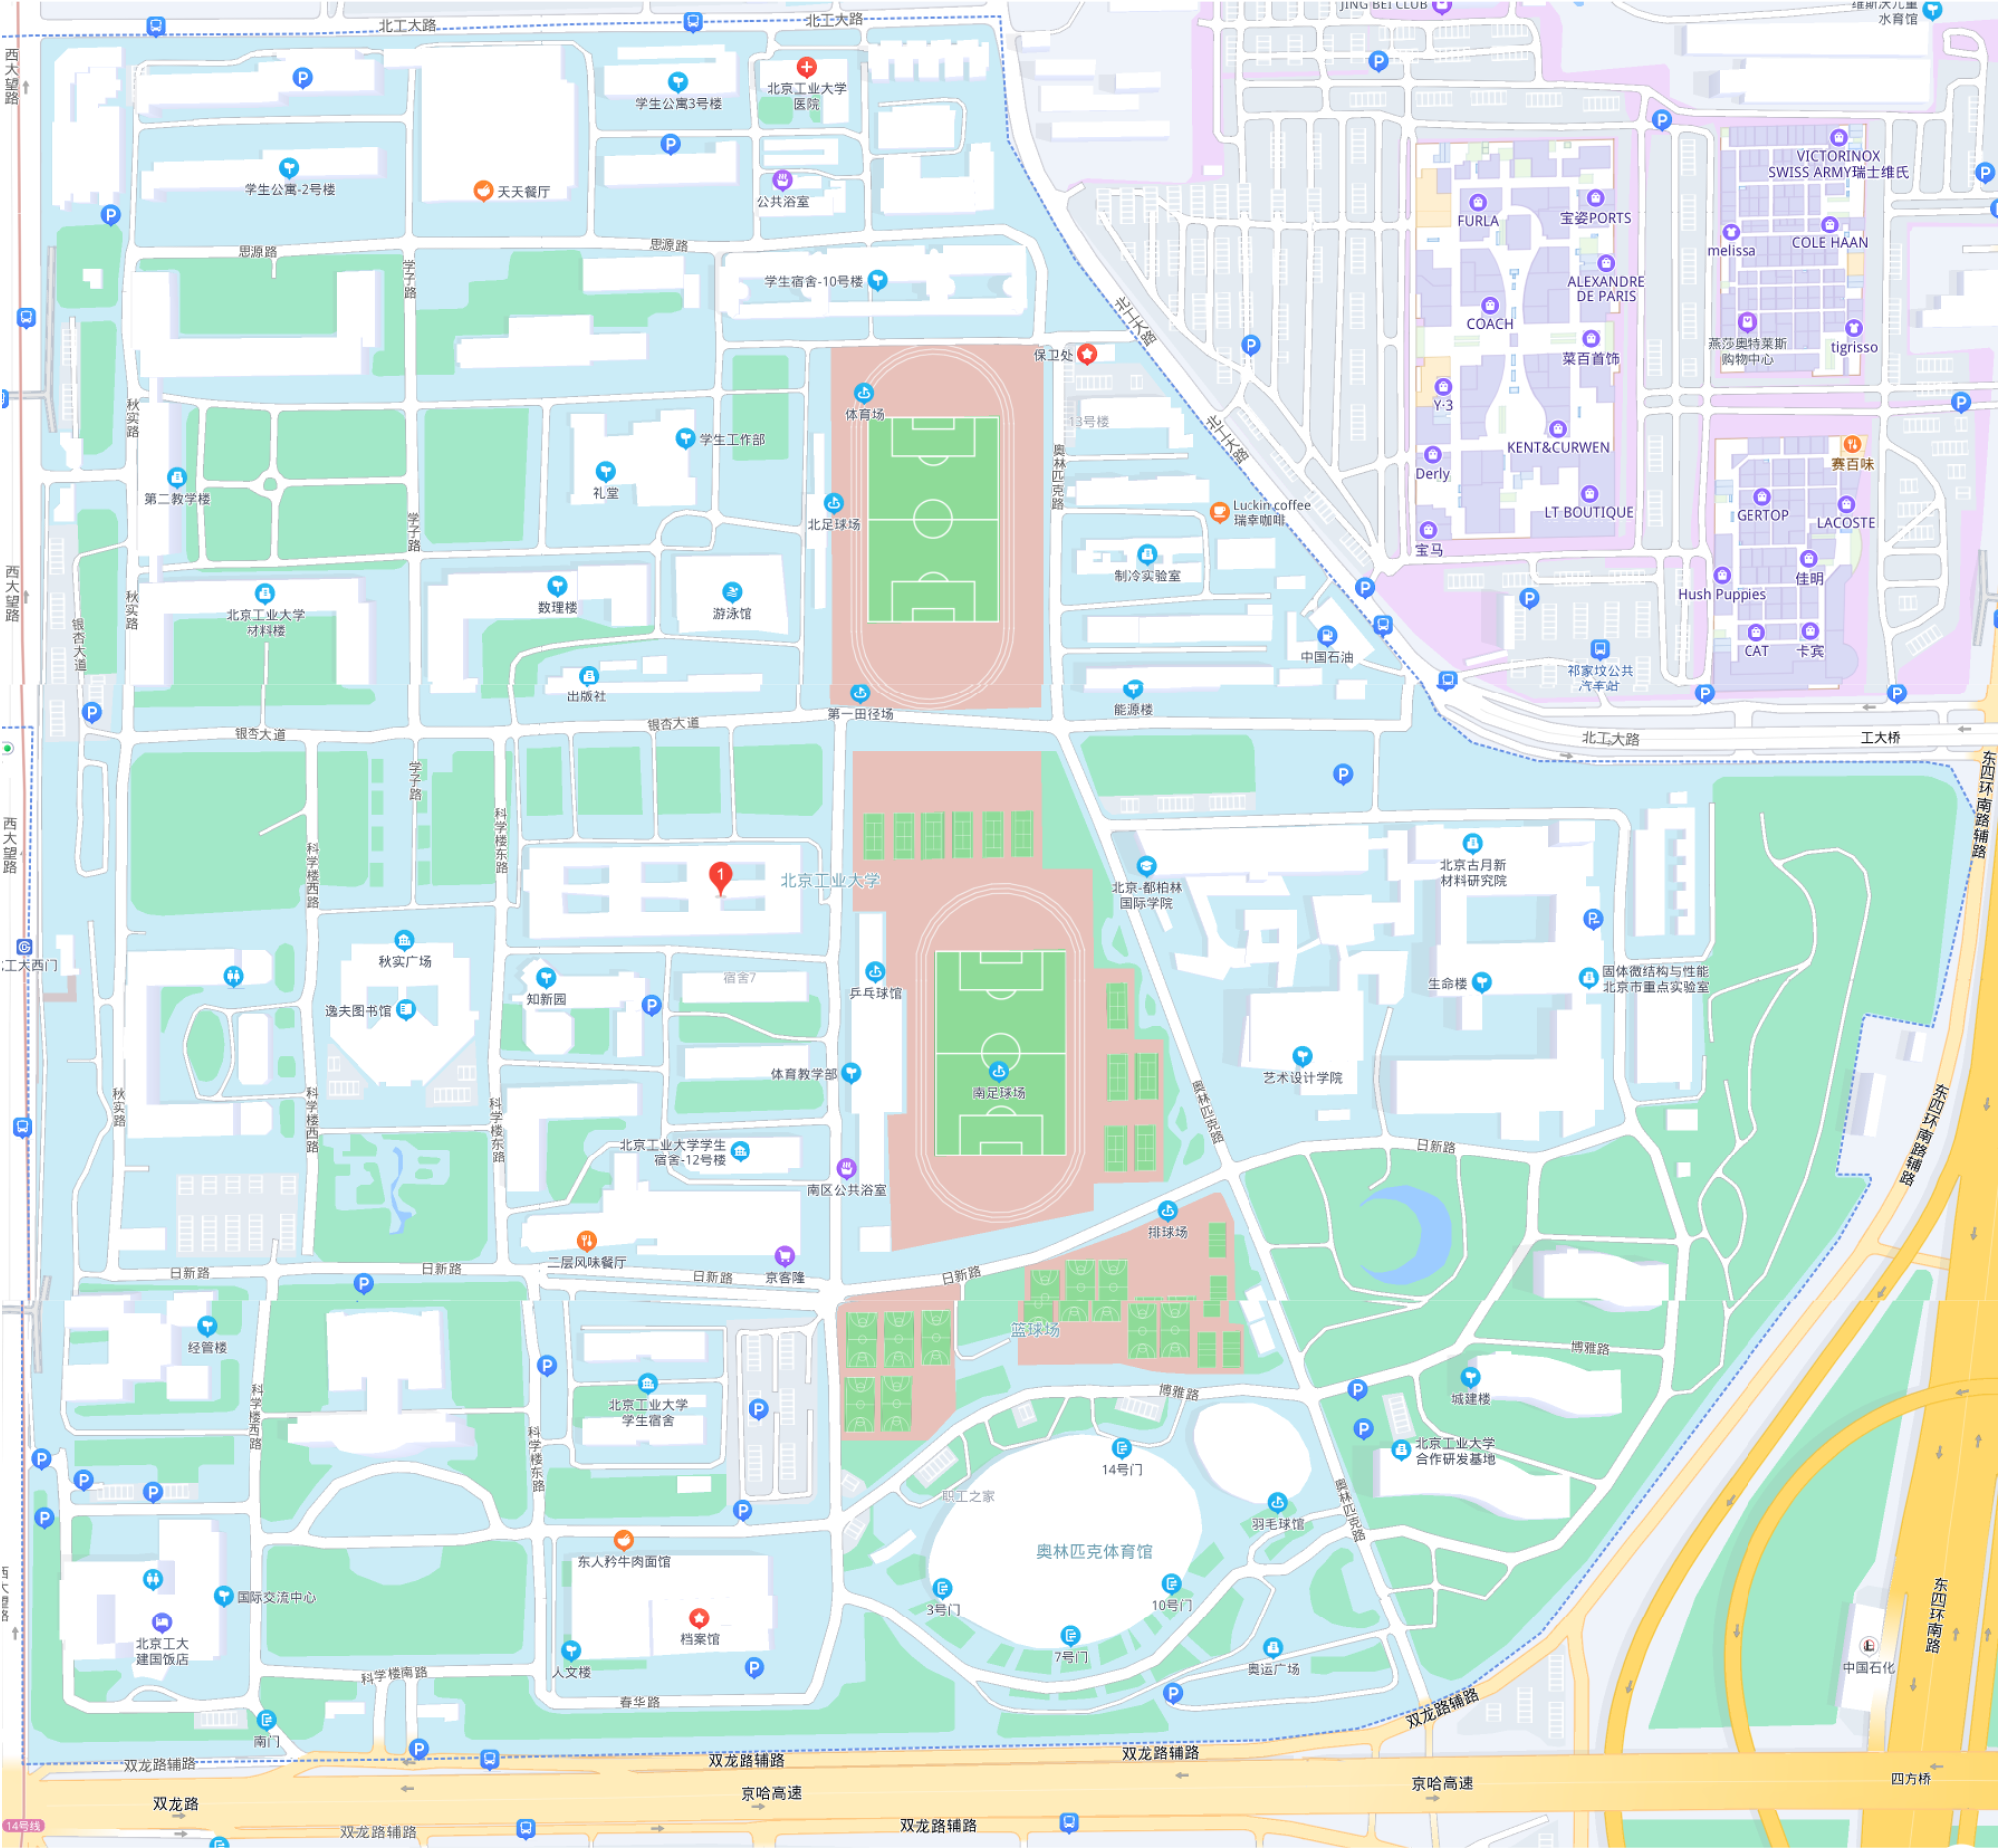 北工大路
北工大路
JING BEI CLUB
维斯沃儿童
水育馆
西大望路
学生公寓3号楼
北京工业大学
医院
学生公寓-2号楼
天天餐厅
公共浴室
VICTORINOX
SWISS ARMY瑞士维氏
FURLA
宝姿PORTS
COLE HAAN
melissa
思源路
思源路
学子路
学生宿舍-10号楼
ALEXANDRE
DE PARIS
北工大路
COACH
燕莎奥特莱斯
购物中心
tigrisso
菜百首饰
保卫处
体育场
Y-3
秋实路
13号楼
北工大路
学生工作部
KENT&CURWEN
赛百味
奥林匹克路
礼堂
第二教学楼
Derly
GERTOP
LACOSTE
LT BOUTIQUE
北足球场
Luckin coffee
瑞幸咖啡
学子路
宝马
制冷实验室
佳明
Hush Puppies
西大望路
秋实路
北京工业大学
材料楼
数理楼
游泳馆
银杏大道
中国石油
CAT
卡宾
祁家坟公共
汽车站
出版社
第一田径场
能源楼
银杏大道
银杏大道
北工大路
工大桥
学子路
东四环南路辅路
西大望路
科学楼西路
科学楼东路
1
北京工业大学
北京-都柏林
国际学院
北京古月新
材料研究院
工大西门
秋实广场
逸夫图书馆
知新园
宿舍7
乒乓球馆
生命楼
固体微结构与性能
北京市重点实验室
体育教学部
南足球场
艺术设计学院
秋实路
科学楼西路
科学楼东路
奥林匹克路
东四环南路辅路
北京工业大学学生
宿舍-12号楼
日新路
南区公共浴室
排球场
二层风味餐厅
京客隆
日新路
日新路
日新路
日新路
经管楼
篮球场
博雅路
科学楼西路
北京工业大学
学生宿舍
博雅路
城建楼
科学楼东路
北京工业大学
合作研发基地
14号门
职工之家
奥林匹克路
羽毛球馆
东人矜牛肉面馆
奥林匹克体育馆
国际交流中心
3号门
10号门
北京工大
建国饭店
档案馆
7号门
奥运广场
人文楼
东四环南路
中国石化
科学楼南路
春华路
南门
双龙路辅路
双龙路辅路
双龙路辅路
双龙路辅路
双龙路
京哈高速
京哈高速
四方桥
14号线
双龙路辅路
双龙路辅路